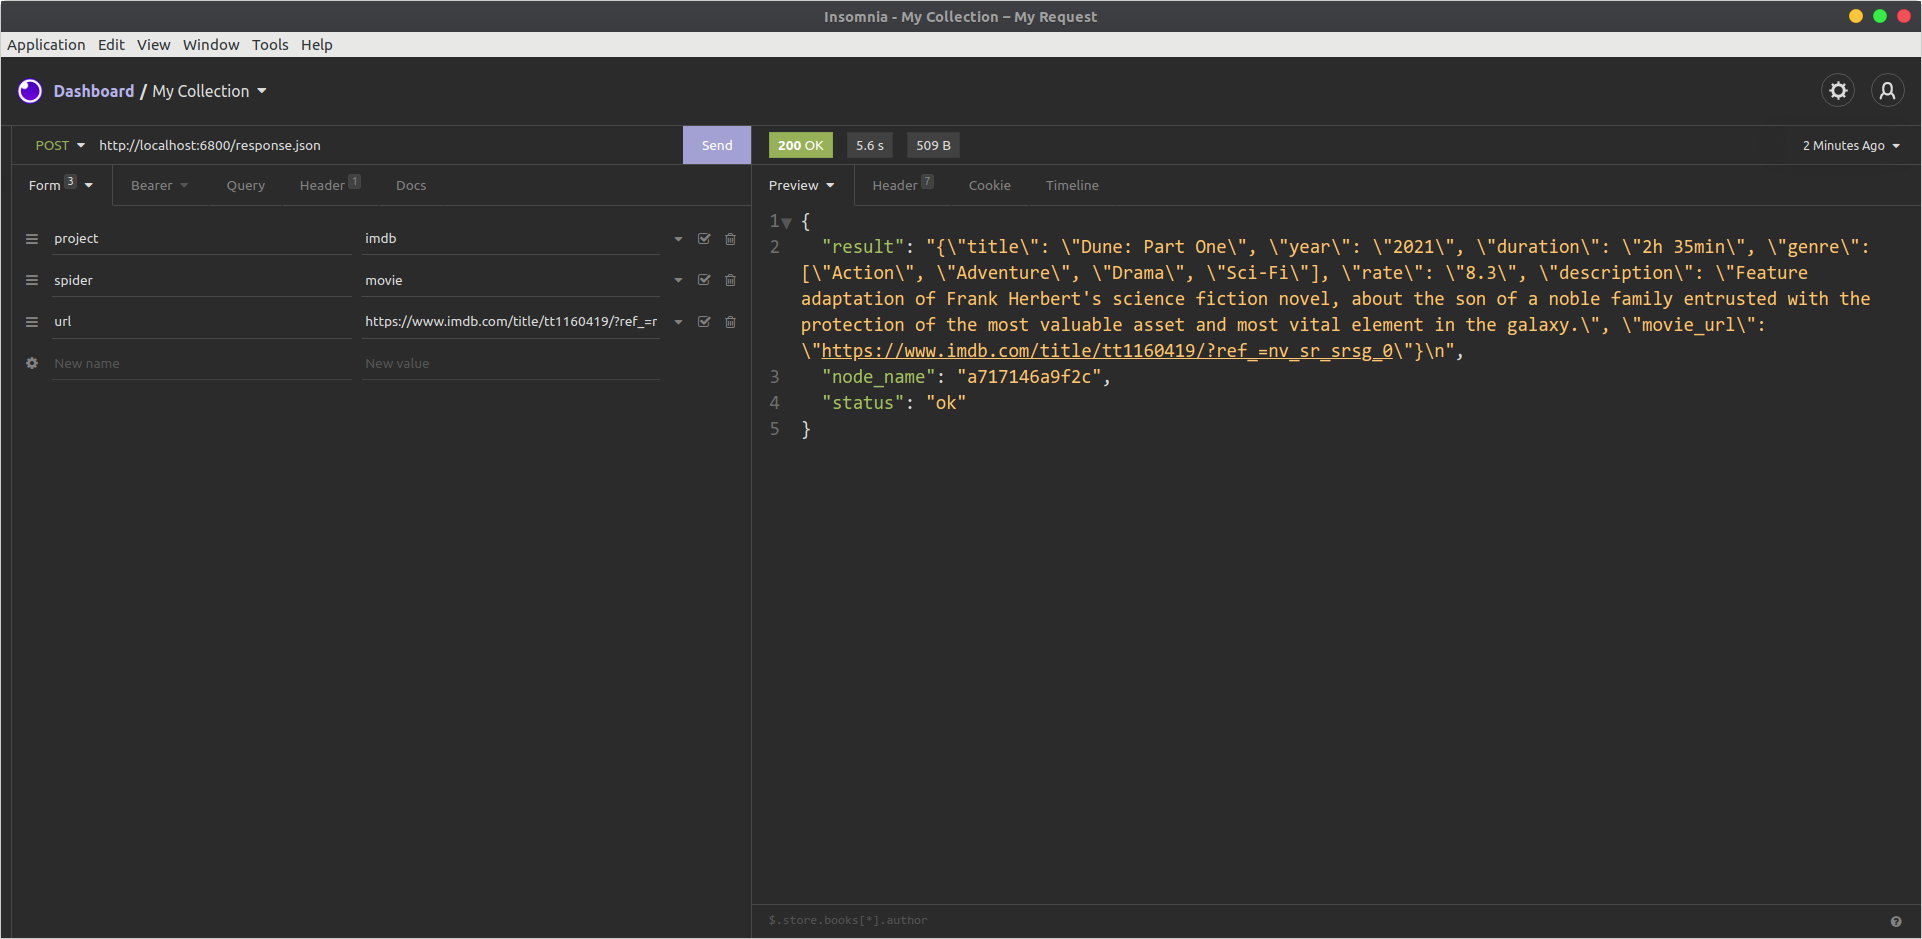 Insomnia - My Collection – My Request
Application Edit View Window Tools Help
Dashboard / My Collection
POST http://localhost:6800/response.json Send
200 OK 5.6 s 509 B 2 Minutes Ago
Form 3 Bearer Query Header 1 Docs
Preview Header 7 Cookie Timeline
project imdb
spider movie
url https://www.imdb.com/title/tt1160419/?ref_=r
New name New value
1 {
2 "result": "{\"title\": \"Dune: Part One\", \"year\": \"2021\", \"duration\": \"2h 35min\", \"genre\":
[\"Action\", \"Adventure\", \"Drama\", \"Sci-Fi\"], \"rate\": \"8.3\", \"description\": \"Feature
adaptation of Frank Herbert's science fiction novel, about the son of a noble family entrusted with the
protection of the most valuable asset and most vital element in the galaxy.\", \"movie_url\":
\"https://www.imdb.com/title/tt1160419/?ref_=nv_sr_srsg_0\"}\n",
3 "node_name": "a717146a9f2c",
4 "status": "ok"
5 }
$.store.books[*].author